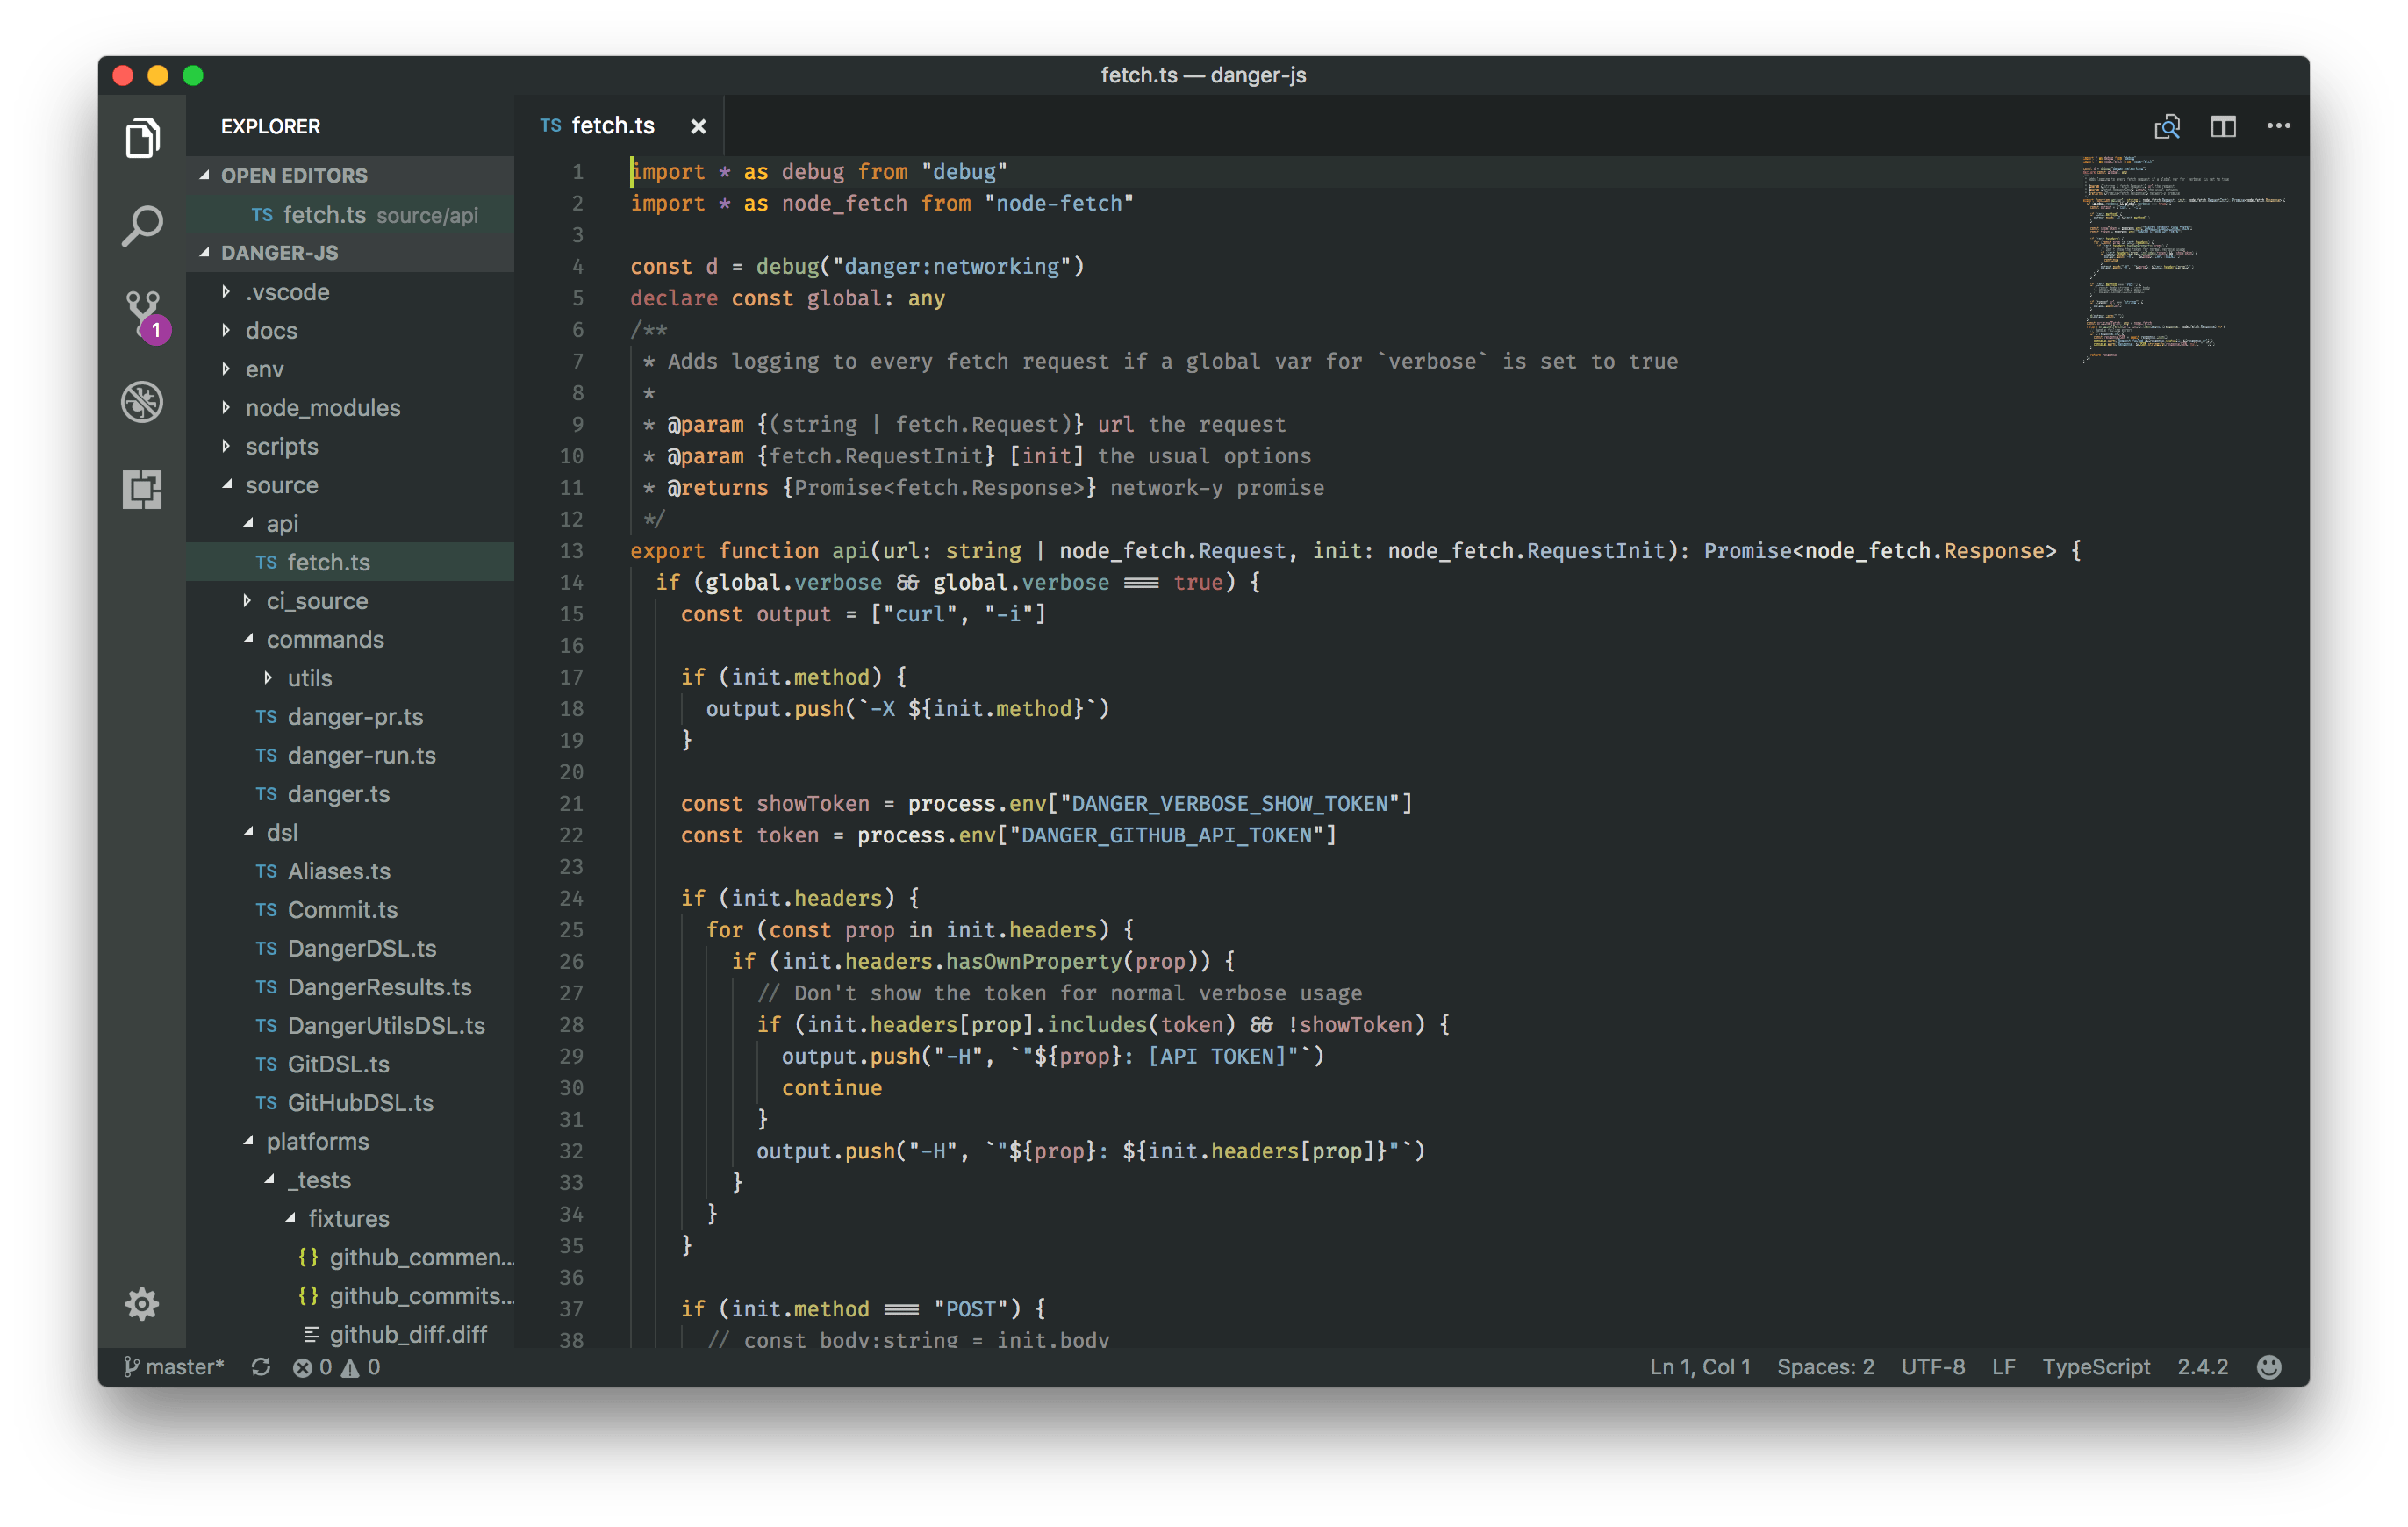 fetch.ts — danger-js
EXPLORER
OPEN EDITORS
TS fetch.ts source/api
DANGER-JS
.vscode
docs
env
node_modules
scripts
source
api
TS fetch.ts
ci_source
commands
utils
TS danger-pr.ts
TS danger-run.ts
TS danger.ts
dsl
TS Aliases.ts
TS Commit.ts
TS DangerDSL.ts
TS DangerResults.ts
TS DangerUtilsDSL.ts
TS GitDSL.ts
TS GitHubDSL.ts
platforms
_tests
fixtures
{} github_commen...
{} github_commits...
github_diff.diff
1
TS fetch.ts ×
1 import * as debug from "debug"
2 import * as node_fetch from "node-fetch"
3
4 const d = debug("danger:networking")
5 declare const global: any
6 /**
7 * Adds logging to every fetch request if a global var for `verbose` is set to true
8 *
9 * @param {(string | fetch.Request)} url the request
10 * @param {fetch.RequestInit} [init] the usual options
11 * @returns {Promise<fetch.Response>} network-y promise
12 */
13 export function api(url: string | node_fetch.Request, init: node_fetch.RequestInit): Promise<node_fetch.Response> {
14 if (global.verbose && global.verbose === true) {
15 const output = ["curl", "-i"]
16
17 if (init.method) {
18 output.push(`-X ${init.method}`)
19 }
20
21 const showToken = process.env["DANGER_VERBOSE_SHOW_TOKEN"]
22 const token = process.env["DANGER_GITHUB_API_TOKEN"]
23
24 if (init.headers) {
25 for (const prop in init.headers) {
26 if (init.headers.hasOwnProperty(prop)) {
27 // Don't show the token for normal verbose usage
28 if (init.headers[prop].includes(token) && !showToken) {
29 output.push("-H", `"${prop}: [API TOKEN]"`)
30 continue
31 }
32 output.push("-H", `"${prop}: ${init.headers[prop]}"`)
33 }
34 }
35 }
36
37 if (init.method === "POST") {
38 // const body:string = init.body
master* 0 0
Ln 1, Col 1 Spaces: 2 UTF-8 LF TypeScript 2.4.2